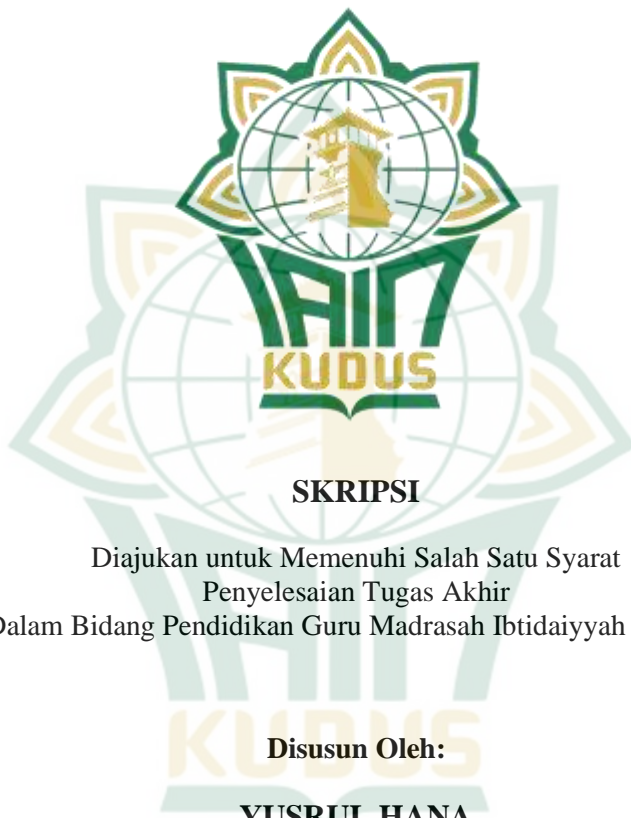 IAIN
KUDUS
SKRIPSI
Diajukan untuk Memenuhi Salah Satu Syarat
Penyelesaian Tugas Akhir
Dalam Bidang Pendidikan Guru Madrasah Ibtidaiyyah
Disusun Oleh:
YUSRUL HANA